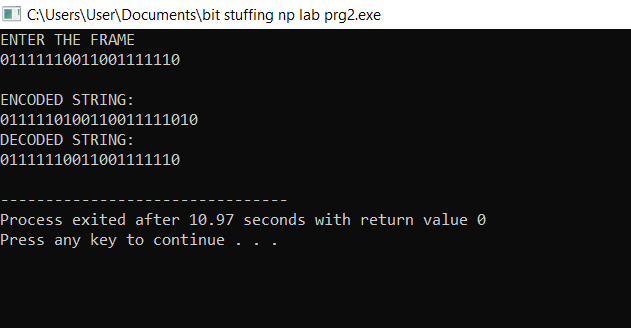 C:\Users\User\Documents\bit stuffing np lab prg2.exe
ENTER THE FRAME
01111110011001111110
ENCODED STRING:
0111110100110011111010
DECODED STRING:
01111110011001111110
--------------------------------
Process exited after 10.97 seconds with return value 0
Press any key to continue . . .